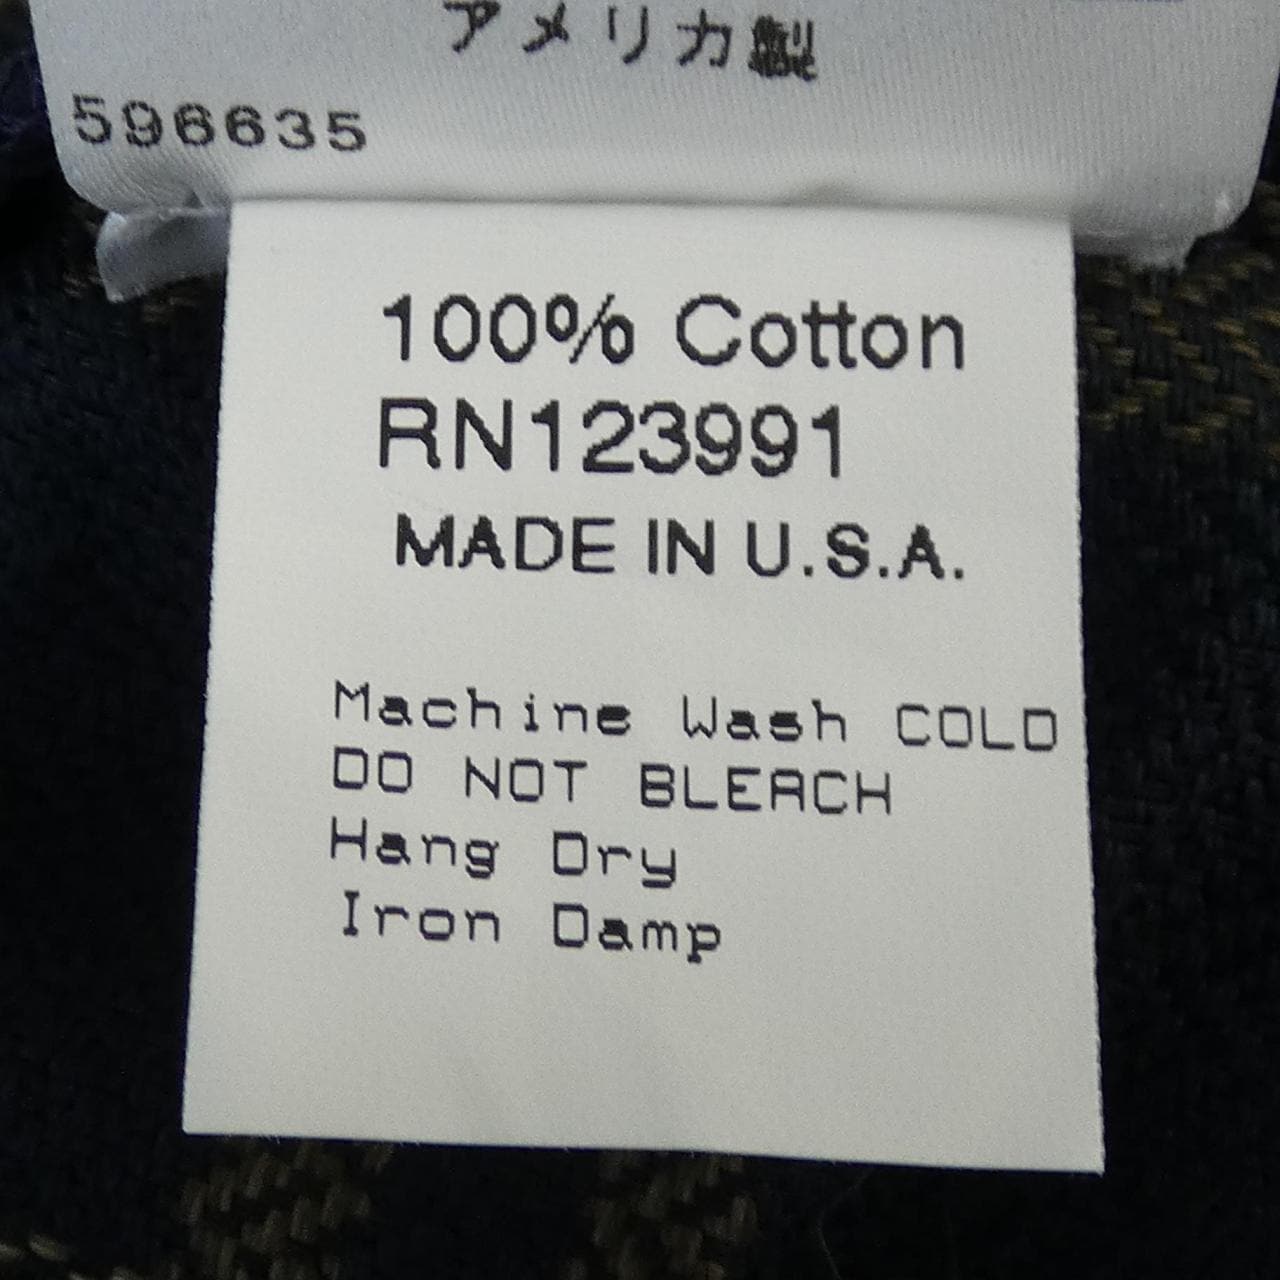 アメリカ製
596635
100% Cotton
RN123991
MADE IN U.S.A.
Machine Wash COLD
DO NOT BLEACH
Hang Dry
Iron Damp